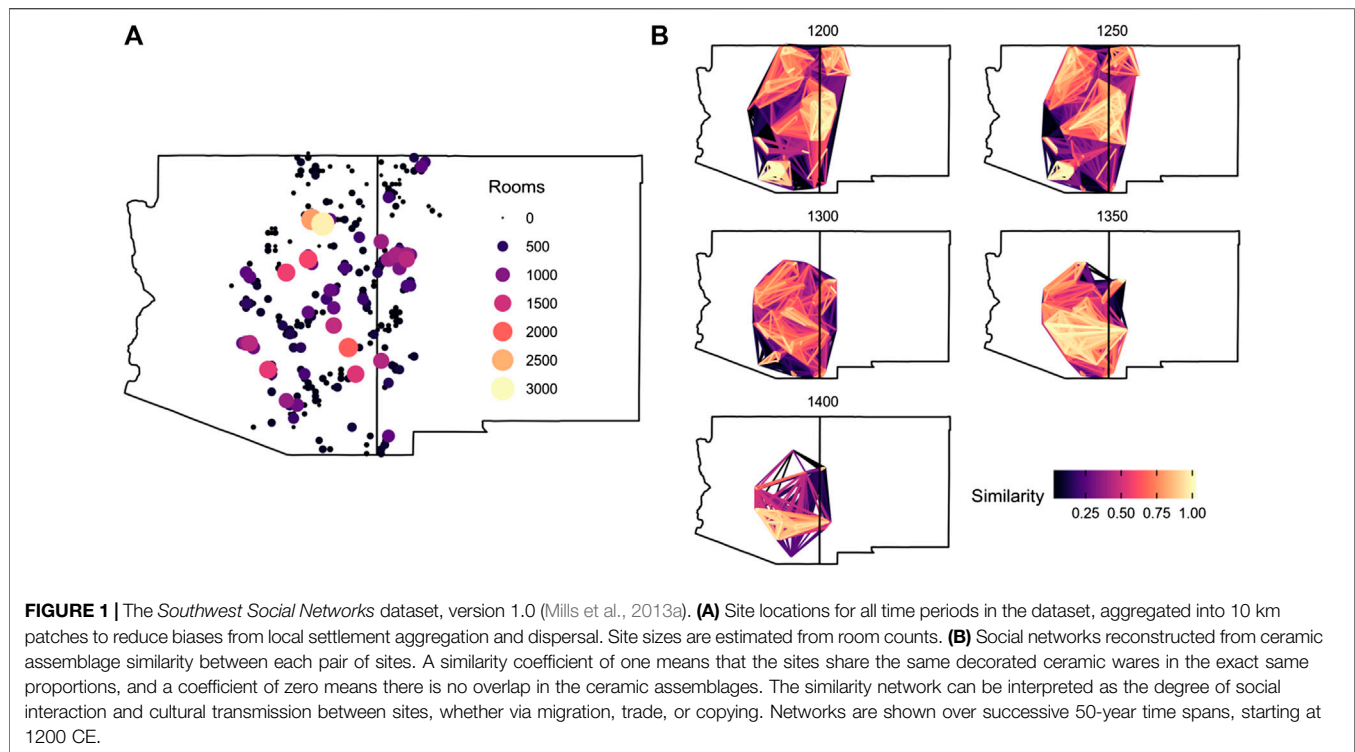 A
B
Rooms
0
500
1000
1500
2000
2500
3000
1200
1250
1300
1350
1400
Similarity
0.25 0.50 0.75 1.00
FIGURE 1 | The Southwest Social Networks dataset, version 1.0 (Mills et al., 2013a). (A) Site locations for all time periods in the dataset, aggregated into 10 km
patches to reduce biases from local settlement aggregation and dispersal. Site sizes are estimated from room counts. (B) Social networks reconstructed from ceramic
assemblage similarity between each pair of sites. A similarity coefficient of one means that the sites share the same decorated ceramic wares in the exact same
proportions, and a coefficient of zero means there is no overlap in the ceramic assemblages. The similarity network can be interpreted as the degree of social
interaction and cultural transmission between sites, whether via migration, trade, or copying. Networks are shown over successive 50-year time spans, starting at
1200 CE.